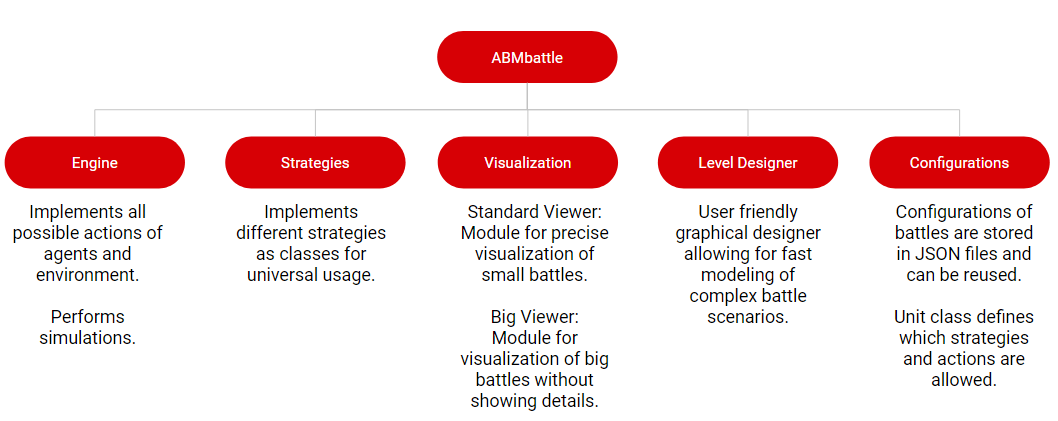 ABMbattle
Engine
Implements all
possible actions of
agents and
environment.
Performs
simulations.
Strategies
Implements
different strategies
as classes for
universal usage.
Visualization
Standard Viewer:
Module for precise
visualization of
small battles.
Big Viewer:
Module for
visualization of big
battles without
showing details.
Level Designer
User friendly
graphical designer
allowing for fast
modeling of
complex battle
scenarios.
Configurations
Configurations of
battles are stored
in JSON files and
can be reused.
Unit class defines
which strategies
and actions are
allowed.